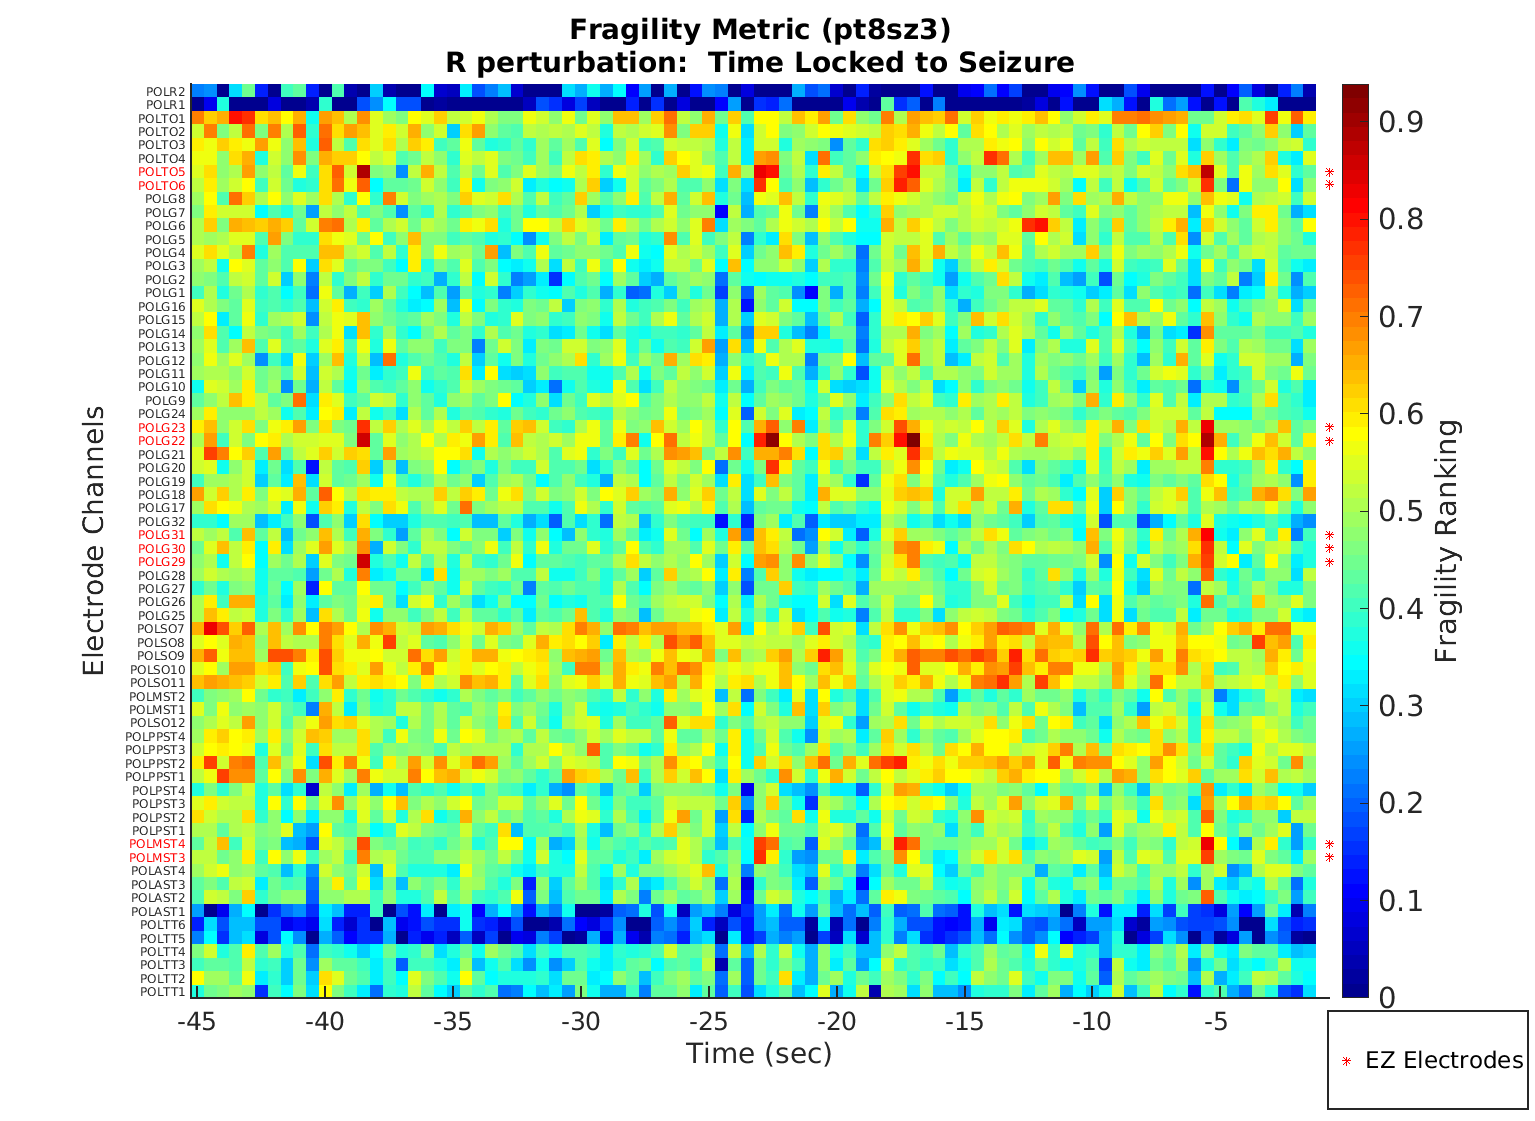 Fragility Metric (pt8sz3)
R perturbation:  Time Locked to Seizure
POLR2
POLR1
POLTO1
POLTO2
POLTO3
POLTO4
POLTO5
POLTO6
POLG8
POLG7
POLG6
POLG5
POLG4
POLG3
POLG2
POLG1
POLG16
POLG15
POLG14
POLG13
POLG12
POLG11
POLG10
POLG9
POLG24
POLG23
POLG22
POLG21
POLG20
POLG19
POLG18
POLG17
POLG32
POLG31
POLG30
POLG29
POLG28
POLG27
POLG26
POLG25
POLSO7
POLSO8
POLSO9
POLSO10
POLSO11
POLMST2
POLMST1
POLSO12
POLPPST4
POLPPST3
POLPPST2
POLPPST1
POLPST4
POLPST3
POLPST2
POLPST1
POLMST4
POLMST3
POLAST4
POLAST3
POLAST2
POLAST1
POLTT6
POLTT5
POLTT4
POLTT3
POLTT2
POLTT1
Electrode Channels
-45
-40
-35
-30
-25
-20
-15
-10
-5
Time (sec)
0.9
0.8
0.7
0.6
0.5
0.4
0.3
0.2
0.1
0
Fragility Ranking
EZ Electrodes